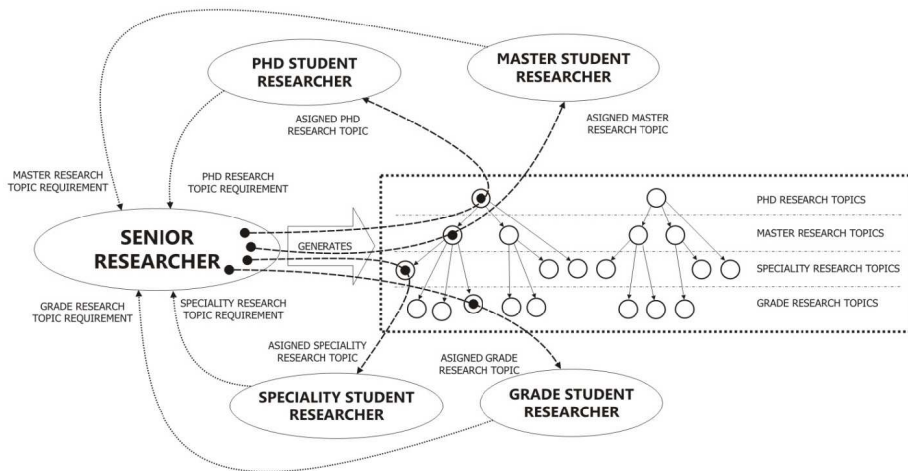 PHD STUDENT
RESEARCHER
MASTER STUDENT
RESEARCHER
ASIGNED PHD
RESEARCH TOPIC
ASIGNED MASTER
RESEARCH TOPIC
MASTER RESEARCH
TOPIC REQUIREMENT
PHD RESEARCH
TOPIC REQUIREMENT
PHD RESEARCH TOPICS
SENIOR
RESEARCHER
GENERATES
MASTER RESEARCH TOPICS
SPECIALITY RESEARCH TOPICS
GRADE RESEARCH TOPICS
GRADE RESEARCH
TOPIC REQUIREMENT
SPECIALITY RESEARCH
TOPIC REQUIREMENT
ASIGNED SPECIALITY
RESEARCH TOPIC
ASIGNED GRADE
RESEARCH TOPIC
SPECIALITY STUDENT
RESEARCHER
GRADE STUDENT
RESEARCHER